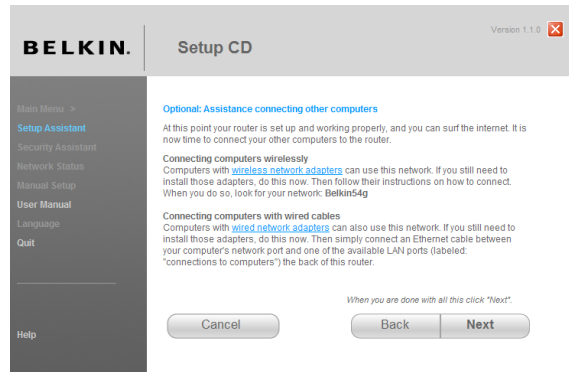 Version 1.1.0
BELKIN.
Setup CD
Main Menu >
Setup Assistant
Security Assistant
Network Status
Manual Setup
User Manual
Language
Quit
Help
Optional: Assistance connecting other computers
At this point your router is set up and working properly, and you can surf the internet. It is
now time to connect your other computers to the router.
Connecting computers wirelessly
Computers with wireless network adapters can use this network. If you still need to
install those adapters, do this now. Then follow their instructions on how to connect.
When you do so, look for your network: Belkin54g
Connecting computers with wired cables
Computers with wired network adapters can also use this network. If you still need to
install those adapters, do this now. Then simply connect an Ethernet cable between
your computer's network port and one of the available LAN ports (labeled:
"connections to computers") the back of this router.
When you are done with all this click "Next".
Cancel
Back
Next